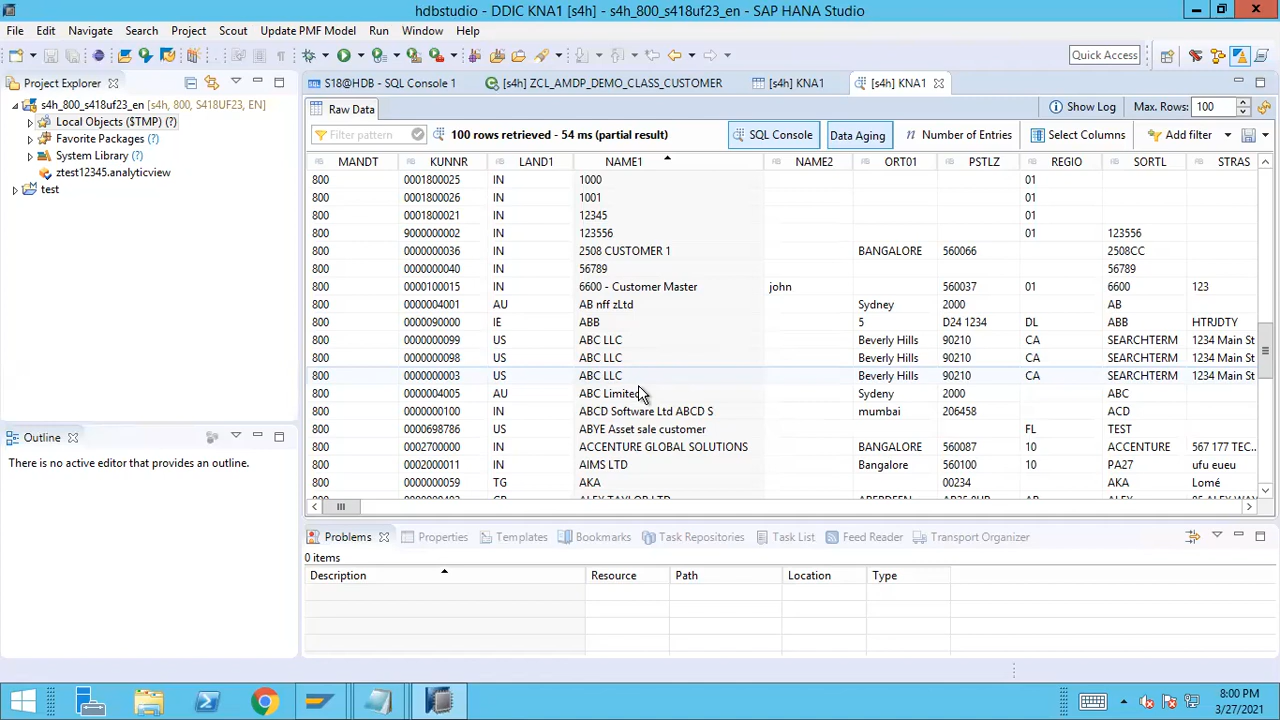 hdbstudio - DDIC KNA1 [s4h] - s4h_800_s418uf23_en - SAP HANA Studio
File Edit Navigate Search Project Scout Update PMF Model Run Window Help
Quick Access
Project Explorer
s4h_800_s418uf23_en [s4h, 800, S418UF23, EN]
Local Objects ($TMP) (?)
Favorite Packages (?)
System Library (?)
ztest12345.analyticview
test
S18@HDB - SQL Console 1 [s4h] ZCL_AMDP_DEMO_CLASS_CUSTOMER [s4h] KNA1 [s4h] KNA1
Raw Data Show Log Max. Rows: 100
Filter pattern 100 rows retrieved - 54 ms (partial result) SQL Console Data Aging Number of Entries Select Columns Add filter
MANDT KUNNR LAND1 NAME1 NAME2 ORT01 PSTLZ REGIO SORTL STRAS
800 0001800025 IN 1000 01
800 0001800026 IN 1001 01
800 0001800021 IN 12345 01
800 9000000002 IN 123556 01 123556
800 0000000036 IN 2508 CUSTOMER 1 BANGALORE 560066 2508CC
800 0000000040 IN 56789 56789
800 0000100015 IN 6600 - Customer Master john 560037 01 6600 123
800 0000004001 AU AB nff zLtd Sydney 2000 AB
800 0000090000 IE ABB 5 D24 1234 DL ABB HTRJDTY
800 0000000099 US ABC LLC Beverly Hills 90210 CA SEARCHTERM 1234 Main St
800 0000000098 US ABC LLC Beverly Hills 90210 CA SEARCHTERM 1234 Main St
800 0000000003 US ABC LLC Beverly Hills 90210 CA SEARCHTERM 1234 Main St
800 0000004005 AU ABC Limited Sydeny 2000 ABC
800 0000000100 IN ABCD Software Ltd ABCD S mumbai 206458 ACD
800 0000698786 US ABYE Asset sale customer FL TEST
800 0002700000 IN ACCENTURE GLOBAL SOLUTIONS BANGALORE 560087 10 ACCENTURE 567 177 TEC...
800 0002000011 IN AIMS LTD Bangalore 560100 10 PA27 ufu eueu
800 0000000059 TG AKA 00234 AKA Lomé
Outline
There is no active editor that provides an outline.
Problems Properties Templates Bookmarks Task Repositories Task List Feed Reader Transport Organizer
0 items
Description Resource Path Location Type
8:00 PM
3/27/2021